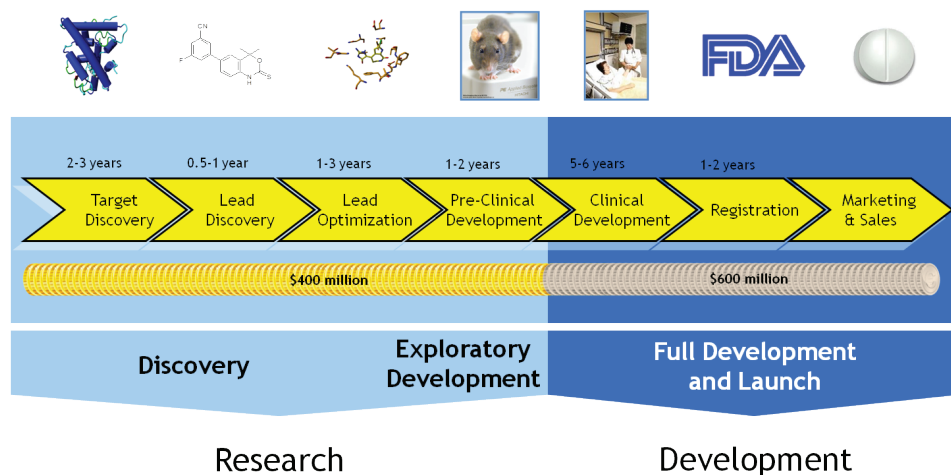 CN
F
O
N
H
S
FDA
2-3 years
0.5-1 year
1-3 years
1-2 years
5-6 years
1-2 years
Target
Discovery
Lead
Discovery
Lead
Optimization
Pre-Clinical
Development
Clinical
Development
Registration
Marketing
& Sales
$400 million
$600 million
Discovery
Exploratory
Development
Full Development
and Launch
Research
Development